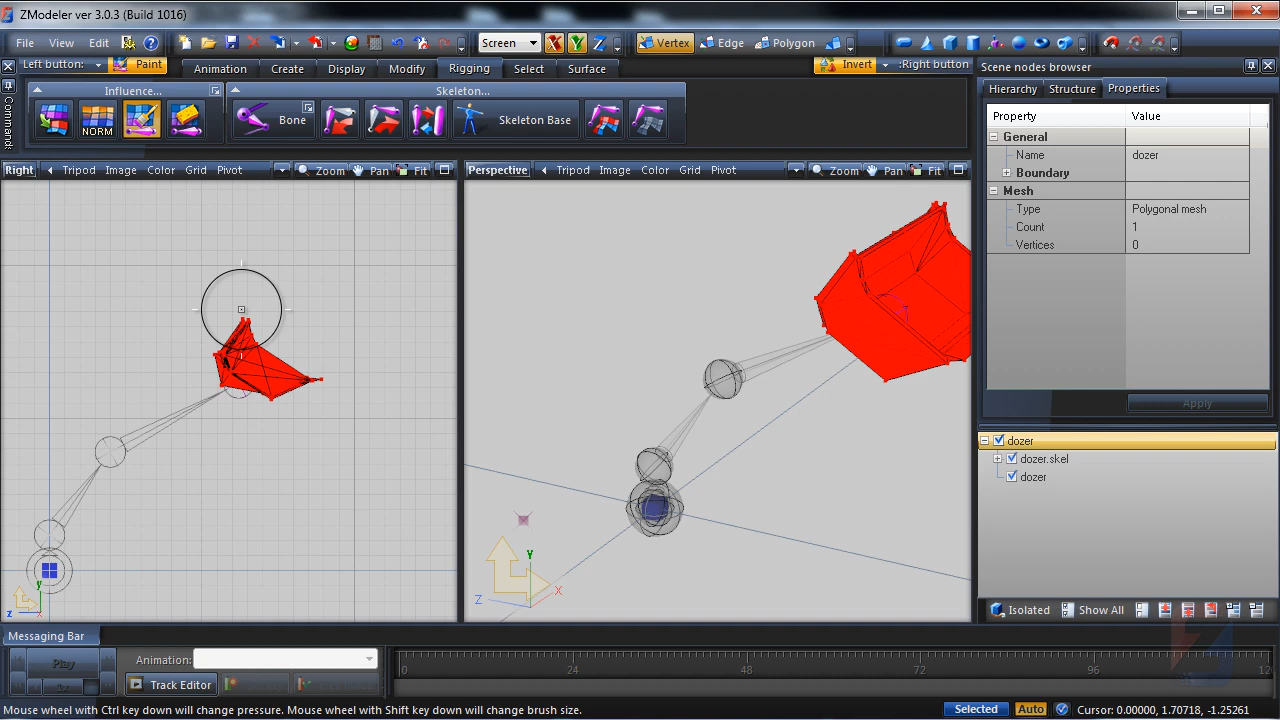 ZModeler ver 3.0.3 (Build 1016)
File View Edit Screen X Y Z Vertex Edge Polygon
Left button: Paint Animation Create Display Modify Rigging Select Surface Invert :Right button
Commands
Influence... Skeleton...
NORM Bone Skeleton Base
Right Tripod Image Color Grid Pivot Zoom Pan Fit
Perspective Tripod Image Color Grid Pivot Zoom Pan Fit
y
z x
Y
Z X
Scene nodes browser
Hierarchy Structure Properties
Property Value
General
Name dozer
Boundary
Mesh
Type Polygonal mesh
Count 1
Vertices 0
Apply
dozer
dozer.skel
dozer
Isolated Show All
Messaging Bar
Play Animation:
1x Track Editor
0 24 48 72 96 120
Mouse wheel with Ctrl key down will change pressure. Mouse wheel with Shift key down will change brush size. Selected Auto Cursor: 0.00000, 1.70718, -1.25261